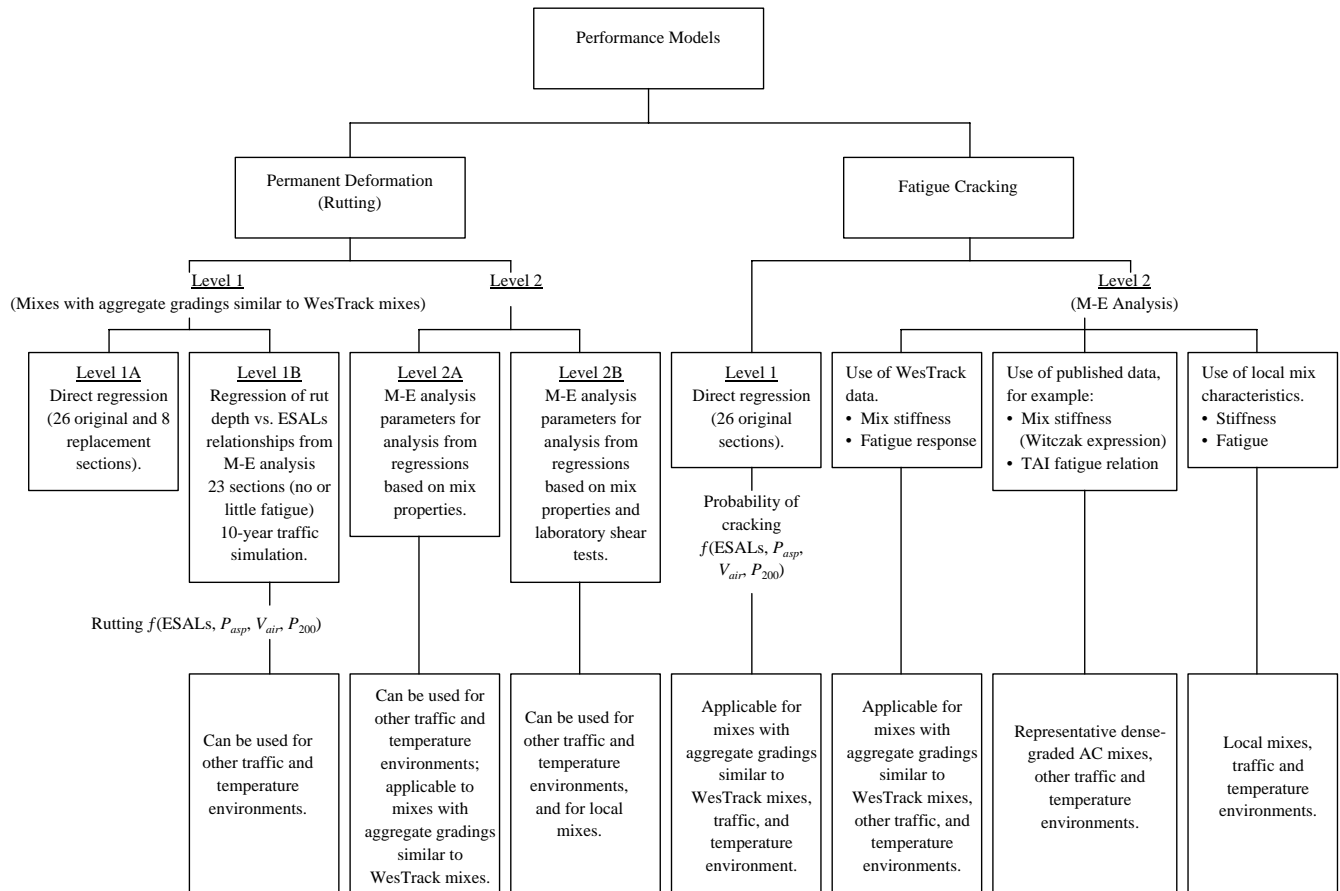 Performance Models
Permanent Deformation
(Rutting)
Fatigue Cracking
Level 1
(Mixes with aggregate gradings similar to WesTrack mixes)
Level 2
Level 2
(M-E Analysis)
Level 1A
Direct regression
(26 original and 8
replacement
sections).
Level 1B
Regression of rut
depth vs. ESALs
relationships from
M-E analysis
23 sections (no or
little fatigue)
10-year traffic
simulation.
Level 2A
M-E analysis
parameters for
analysis from
regressions
based on mix
properties.
Level 2B
M-E analysis
parameters for
analysis from
regressions
based on mix
properties and
laboratory shear
tests.
Level 1
Direct regression
(26 original
sections).
Use of WesTrack
data.
• Mix stiffness
• Fatigue response
Use of published data,
for example:
• Mix stiffness
(Witczak expression)
• TAI fatigue relation
Use of local mix
characteristics.
• Stiffness
• Fatigue
Rutting f(ESALs, Pasp, Vair, P200)
Probability of
cracking
f(ESALs, Pasp,
Vair, P200)
Can be used for
other traffic and
temperature
environments.
Can be used for
other traffic and
temperature
environments;
applicable to
mixes with
aggregate gradings
similar to
WesTrack mixes.
Can be used for
other traffic and
temperature
environments,
and for local
mixes.
Applicable for
mixes with
aggregate gradings
similar to
WesTrack mixes,
traffic, and
temperature
environment.
Applicable for
mixes with
aggregate gradings
similar to
WesTrack mixes,
other traffic, and
temperature
environments.
Representative dense-
graded AC mixes,
other traffic and
temperature
environments.
Local mixes,
traffic and
temperature
environments.